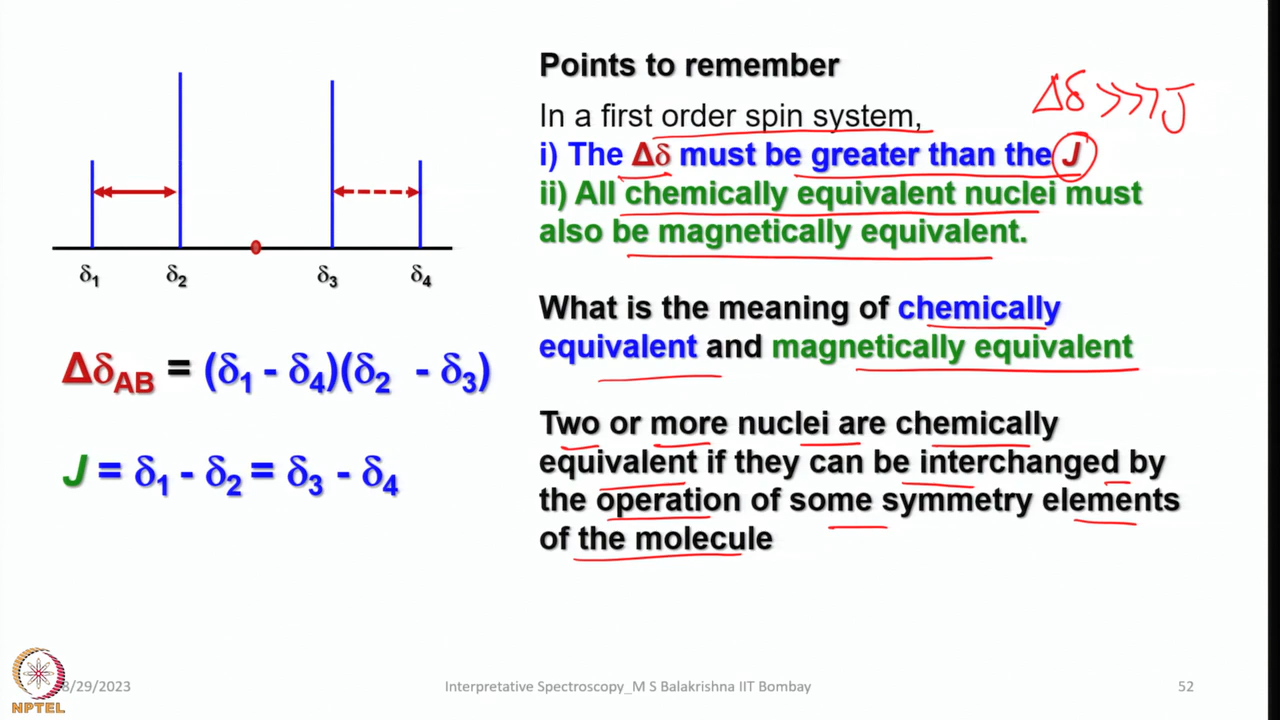 Points to remember
Δδ >>> J
In a first order spin system,
i) The Δδ must be greater than the J
ii) All chemically equivalent nuclei must
also be magnetically equivalent.
What is the meaning of chemically
equivalent and magnetically equivalent
Two or more nuclei are chemically
equivalent if they can be interchanged by
the operation of some symmetry elements
of the molecule
δ1 δ2 δ3 δ4
ΔδAB = (δ1 - δ4)(δ2 - δ3)
J = δ1 - δ2 = δ3 - δ4
8/29/2023
Interpretative Spectroscopy_M S Balakrishna IIT Bombay
52
NPTEL